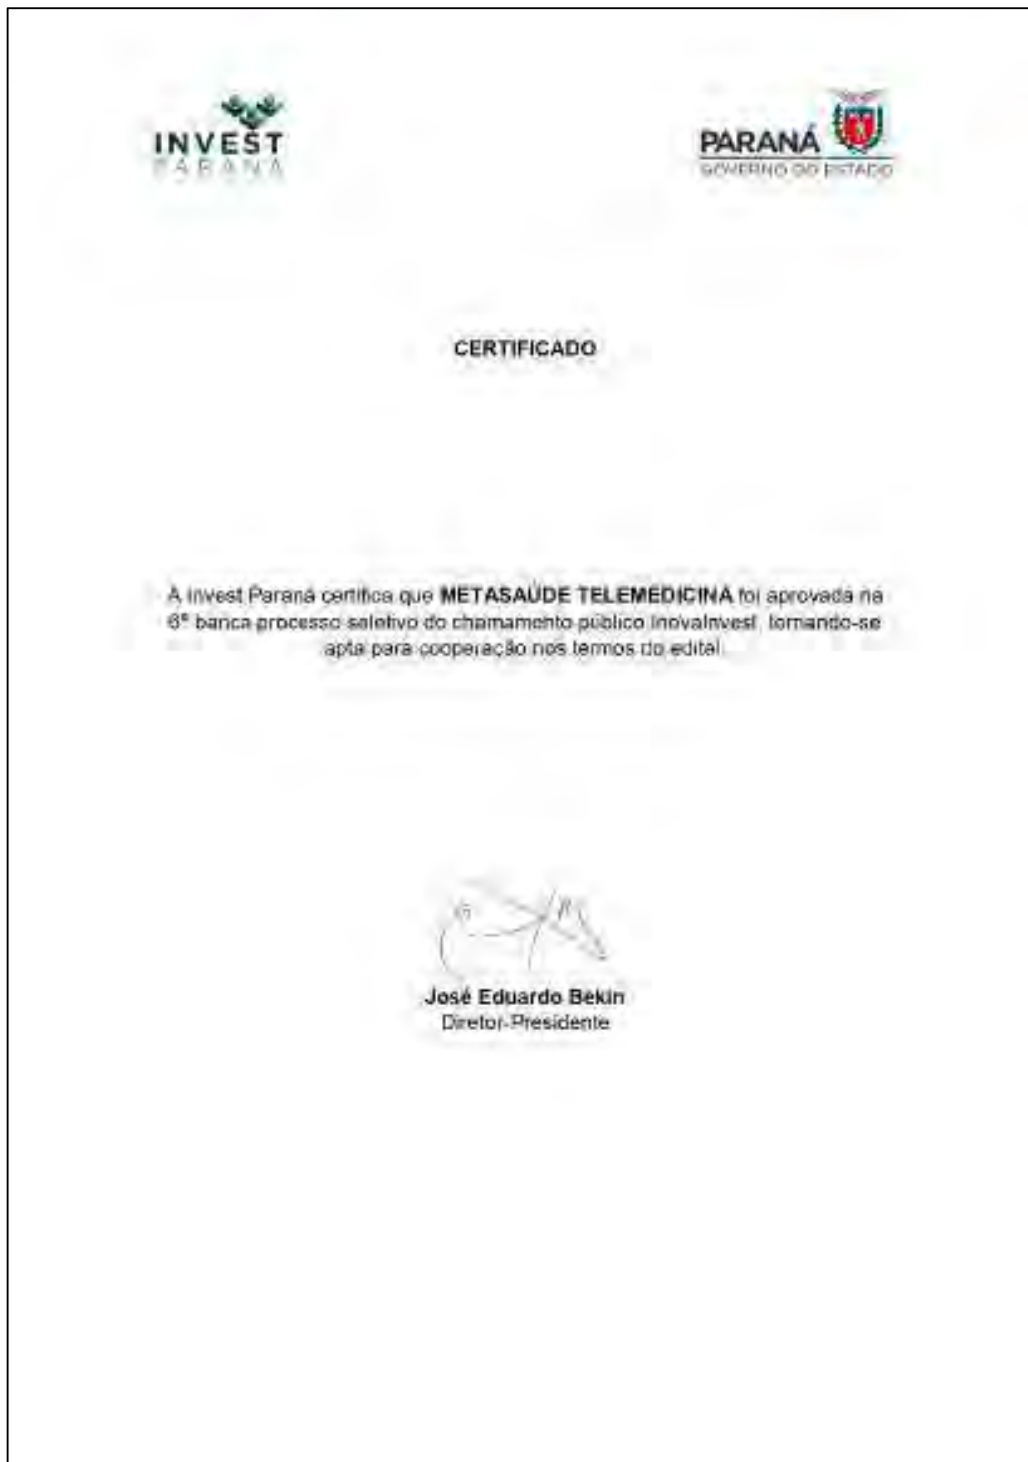 INVEST
PARANÁ
PARANÁ
GOVERNO DO ESTADO
CERTIFICADO
A Invest Paraná certifica que METASAÚDE TELEMEDICINA foi aprovada na
6ª banca processo seletivo do chamamento público InovaInvest, tornando-se
apta para cooperação nos termos do edital.
José Eduardo Bekin
Diretor-Presidente